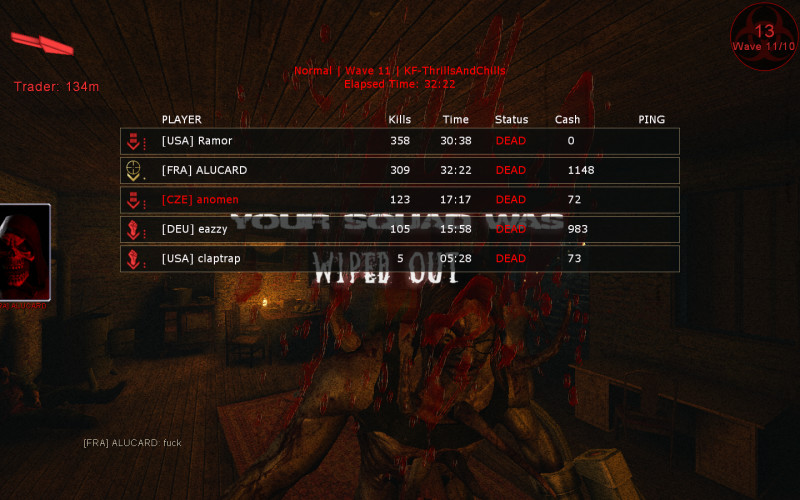 13
Wave 11/10
Normal | Wave 11 | KF-ThrillsAndChills
Elapsed Time: 32:22
Trader: 134m
PLAYER Kills Time Status Cash PING
[USA] Ramor 358 30:38 DEAD 0
[FRA] ALUCARD 309 32:22 DEAD 1148
[CZE] anomen 123 17:17 DEAD 72
YOUR SQUAD WAS
[DEU] eazzy 105 15:58 DEAD 983
[USA] claptrap 5 05:28 DEAD 73
WIPED OUT
[FRA] ALUCARD: fuck